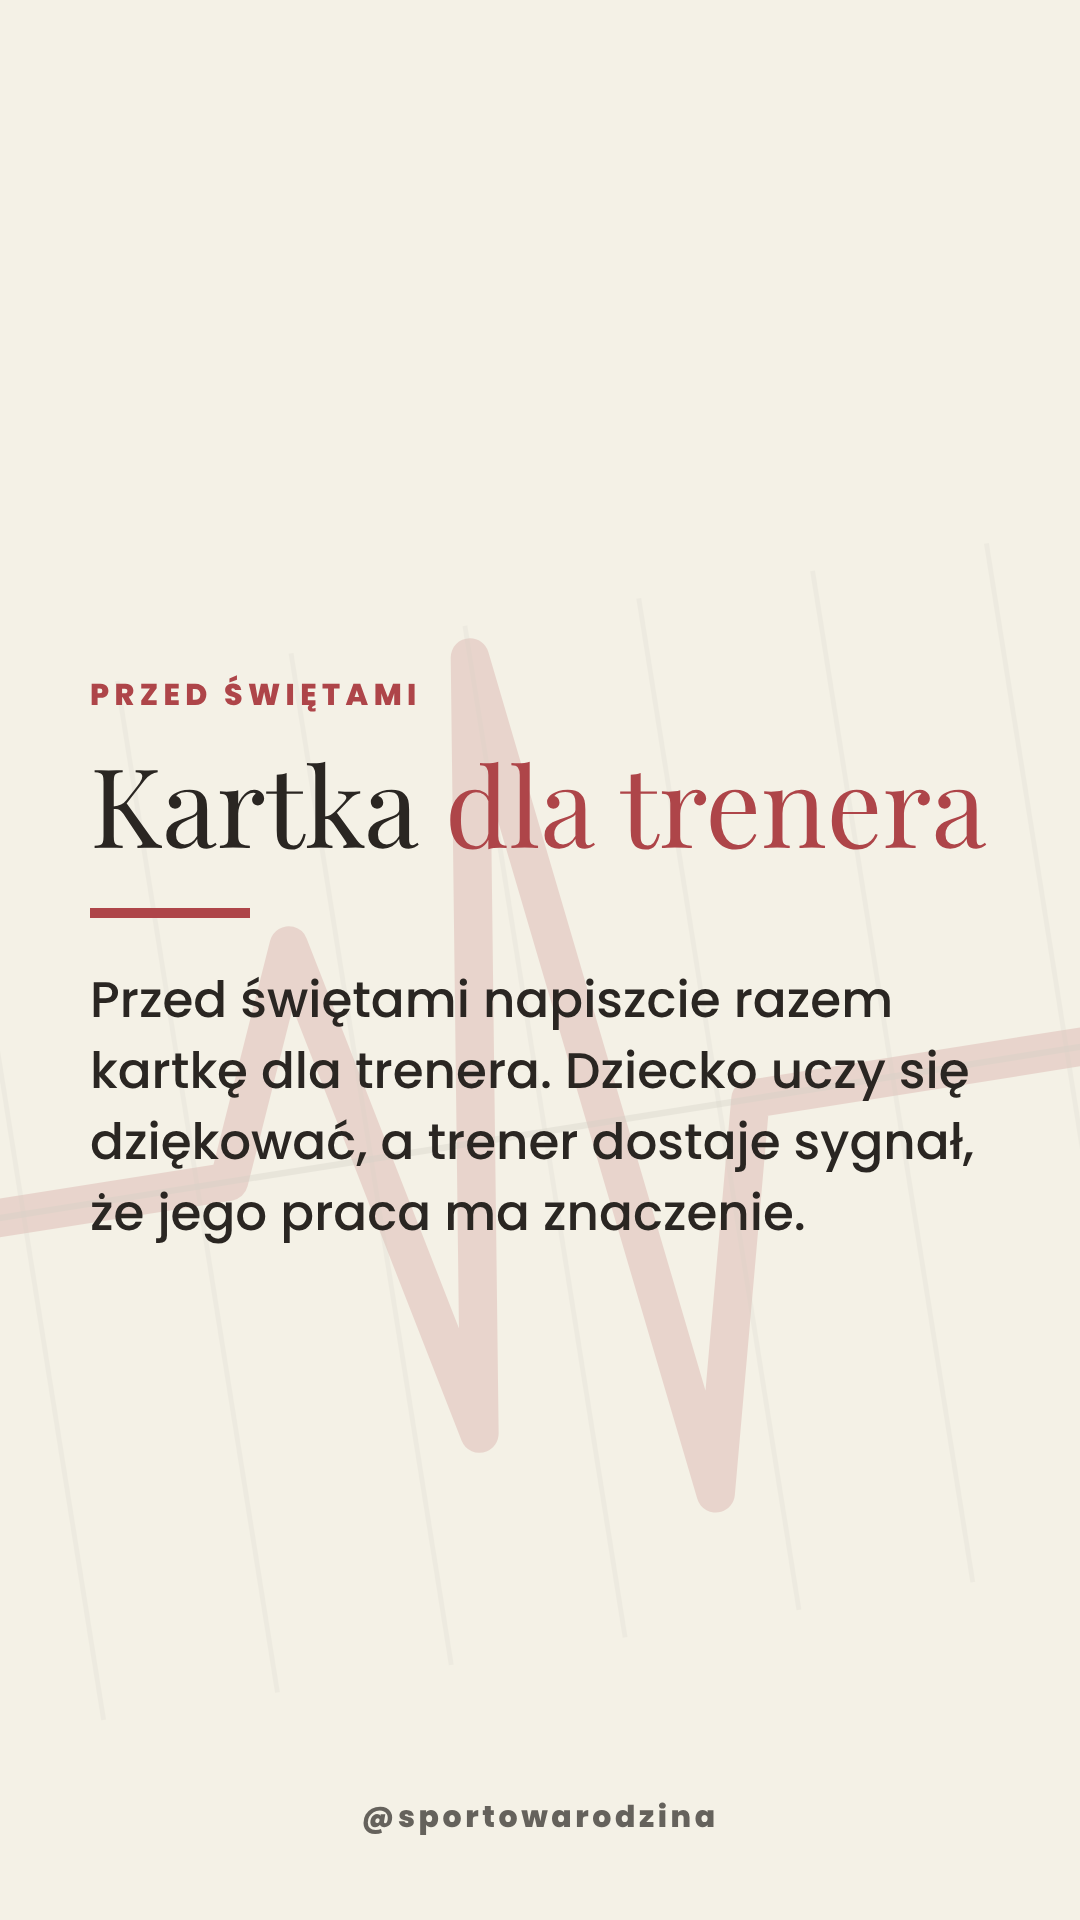 PRZED ŚWIĘTAMI
Kartka dla trenera
Przed świętami napiszcie razem
kartkę dla trenera. Dziecko uczy się
dziękować, a trener dostaje sygnał,
że jego praca ma znaczenie.
@sportowarodzina